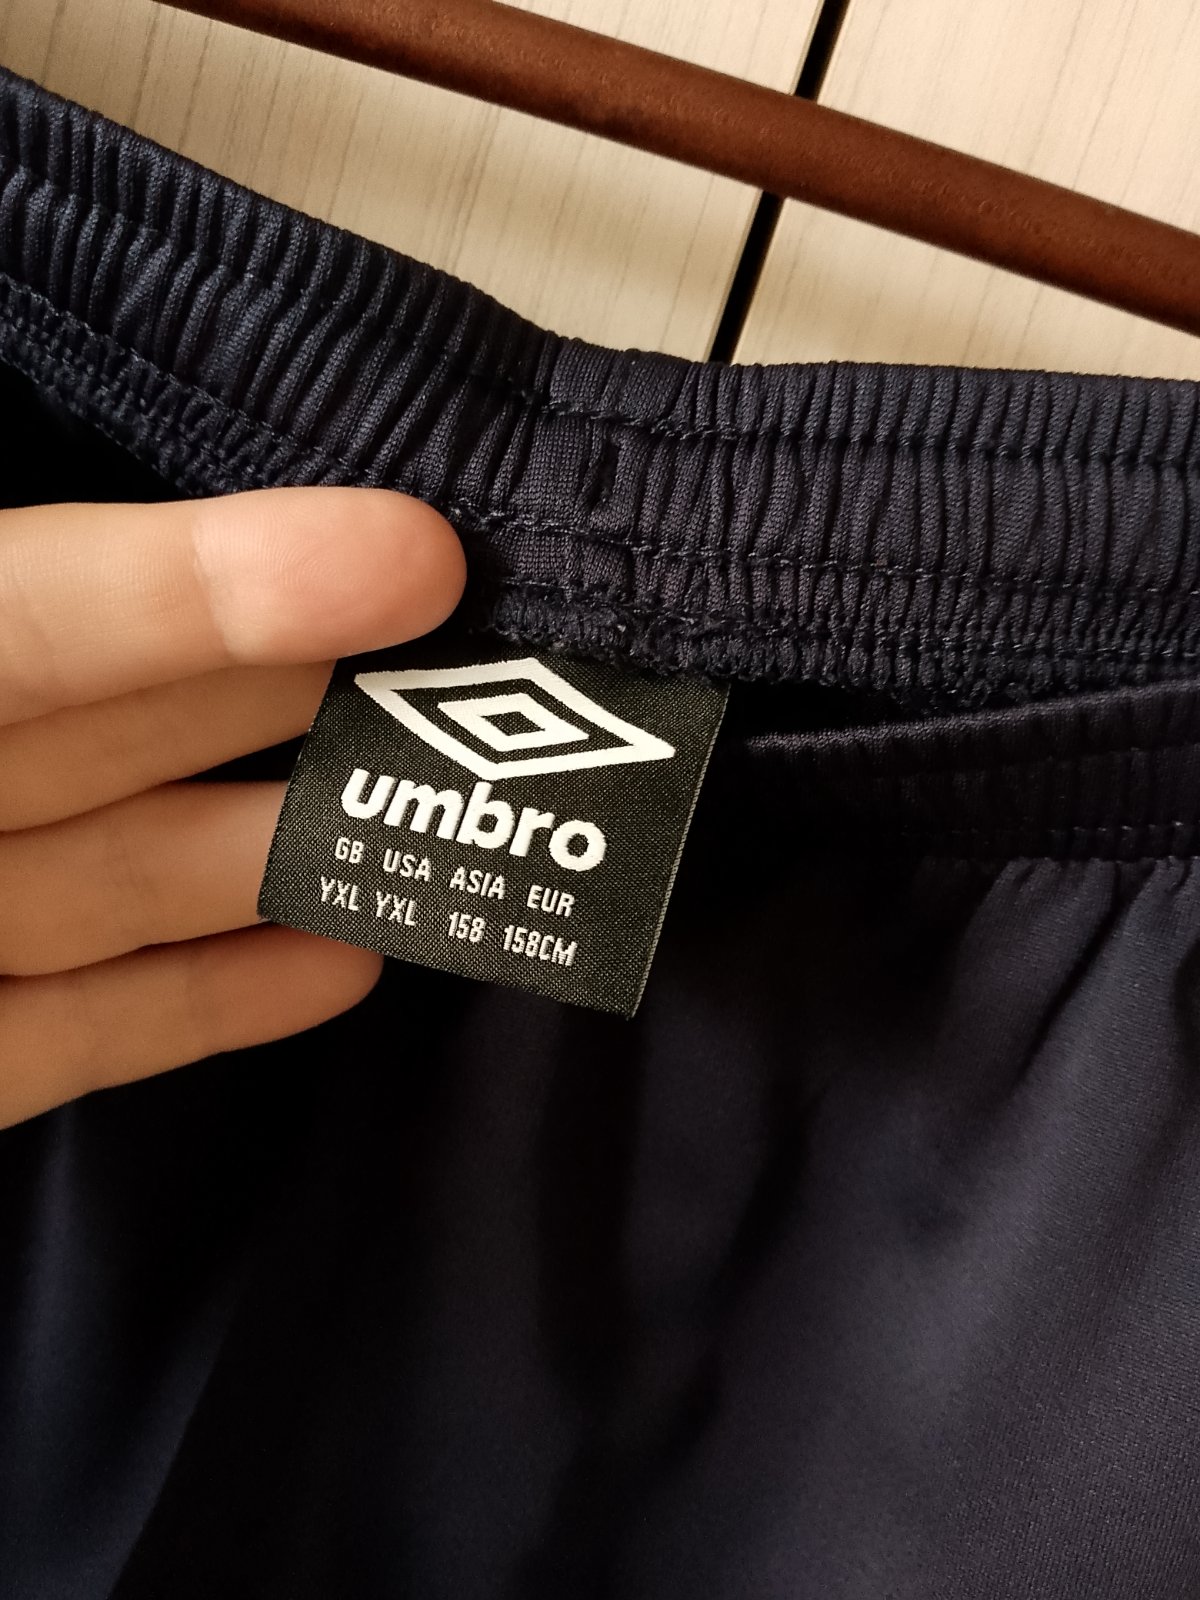 umbro
GB USA ASIA EUR
YXL YXL 158 158CM